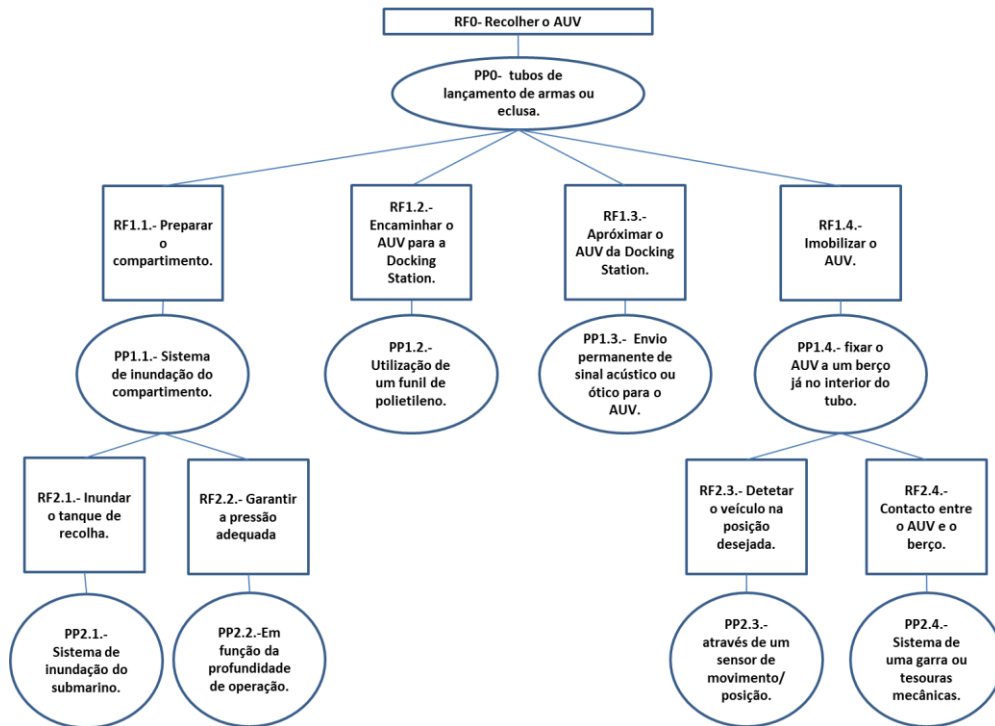 RF0- Recolher o AUV
PP0- tubos de
lançamento de armas ou
eclusa.
RF1.1.- Preparar
o
compartimento.
RF1.2.-
Encaminhar o
AUV para a
Docking
Station.
RF1.3.-
Apróximar o
AUV da Docking
Station.
RF1.4.-
Imobilizar o
AUV.
PP1.1.- Sistema
de inundação do
compartimento.
PP1.2.-
Utilização de
um funil de
polietileno.
PP1.3.- Envio
permanente de
sinal acústico ou
ótico para o
AUV.
PP1.4.- fixar o
AUV a um berço
já no interior do
tubo.
RF2.1.- Inundar
o tanque de
recolha.
RF2.2.- Garantir
a pressão
adequada
RF2.3.- Detetar
o veículo na
posição
desejada.
RF2.4.-
Contacto entre
o AUV e o
berço.
PP2.1.-
Sistema de
inundação do
submarino.
PP2.2.-Em
função da
profundidade
de operação.
PP2.3.-
através de um
sensor de
movimento/
posição.
PP2.4.-
Sistema de
uma garra ou
tesouras
mecânicas.